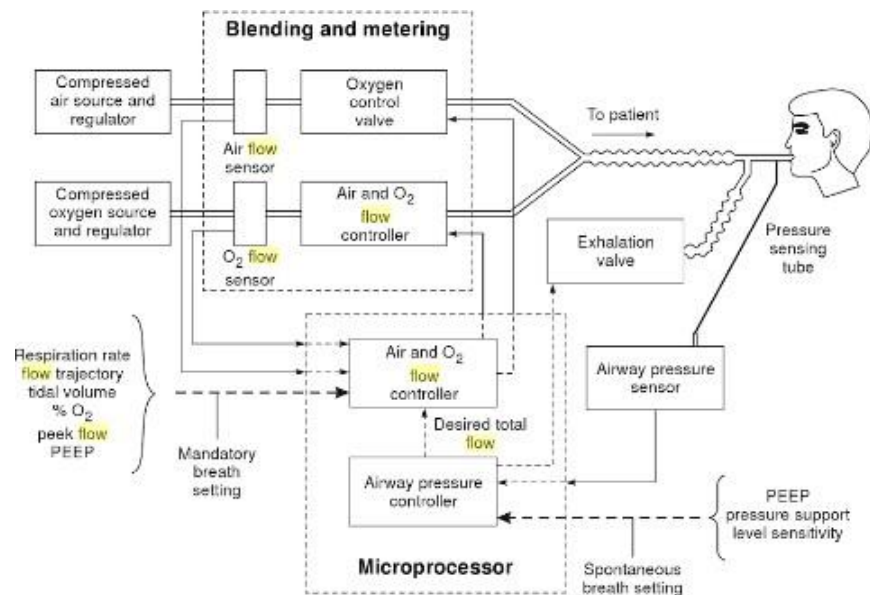 Blending and metering
Compressed
air source and
regulator
Oxygen
control
valve
To patient
Air flow
sensor
Compressed
oxygen source
and regulator
Air and O2
flow
controller
O2 flow
sensor
Exhalation
valve
Pressure
sensing
tube
Respiration rate
flow trajectory
tidal volume
% O2
peek flow
PEEP
Air and O2
flow
controller
Airway pressure
sensor
Mandatory
breath
setting
Desired total
flow
Airway pressure
controller
PEEP
pressure support
level sensitivity
Microprocessor
Spontaneous
breath setting